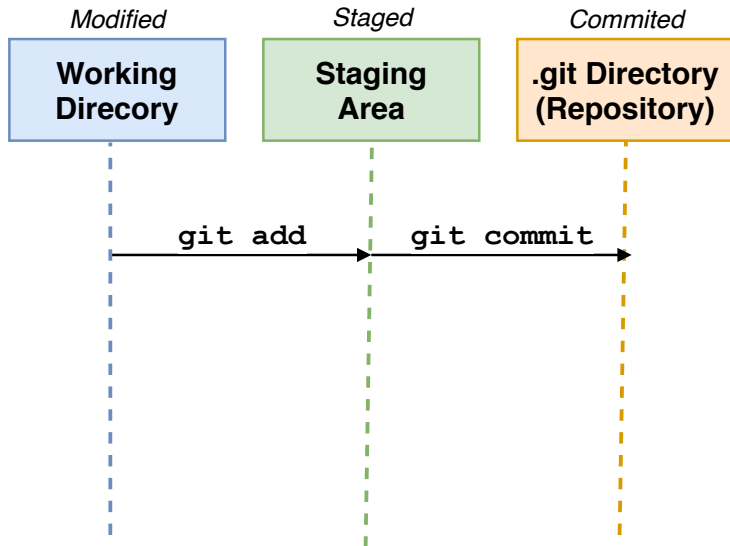 Modified
Staged
Commited
Working
Direcory
Staging
Area
.git Directory
(Repository)
git add
git commit